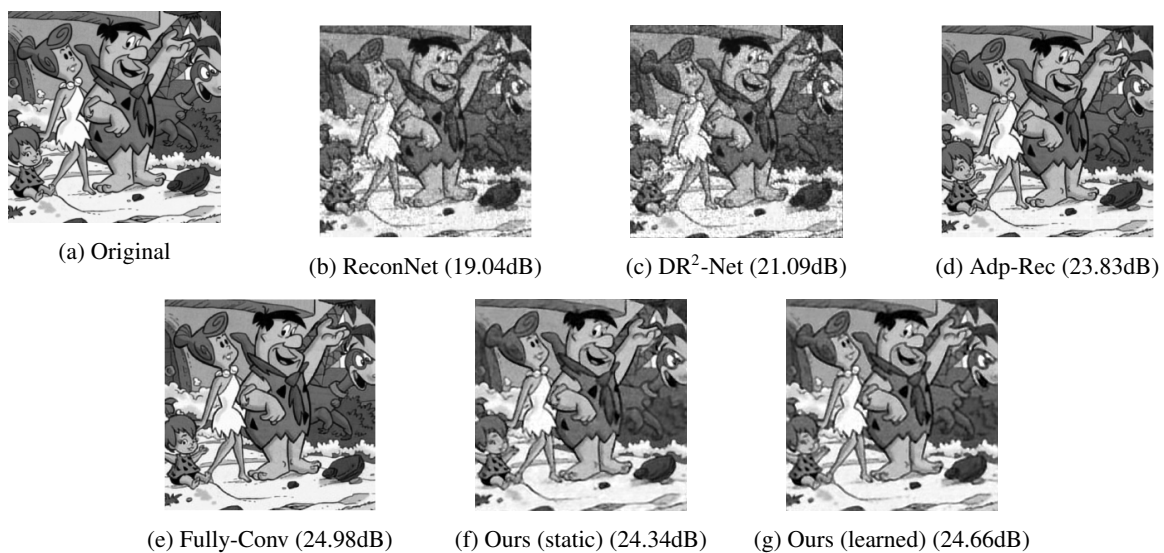 (a) Original
(b) ReconNet (19.04dB)
(c) DR²-Net (21.09dB)
(d) Adp-Rec (23.83dB)
(e) Fully-Conv (24.98dB)
(f) Ours (static) (24.34dB)
(g) Ours (learned) (24.66dB)